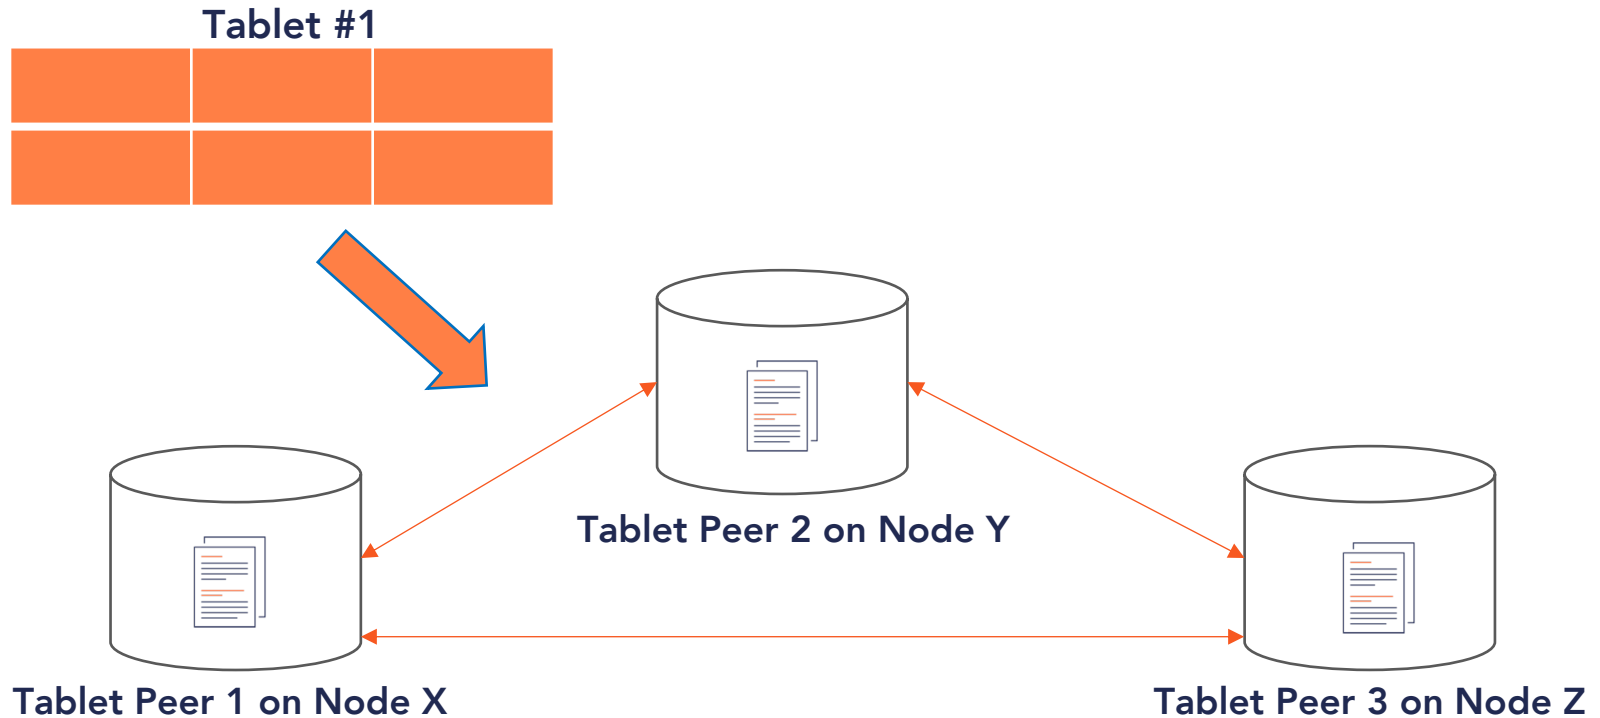 Tablet #1
Tablet Peer 2 on Node Y
Tablet Peer 1 on Node X
Tablet Peer 3 on Node Z